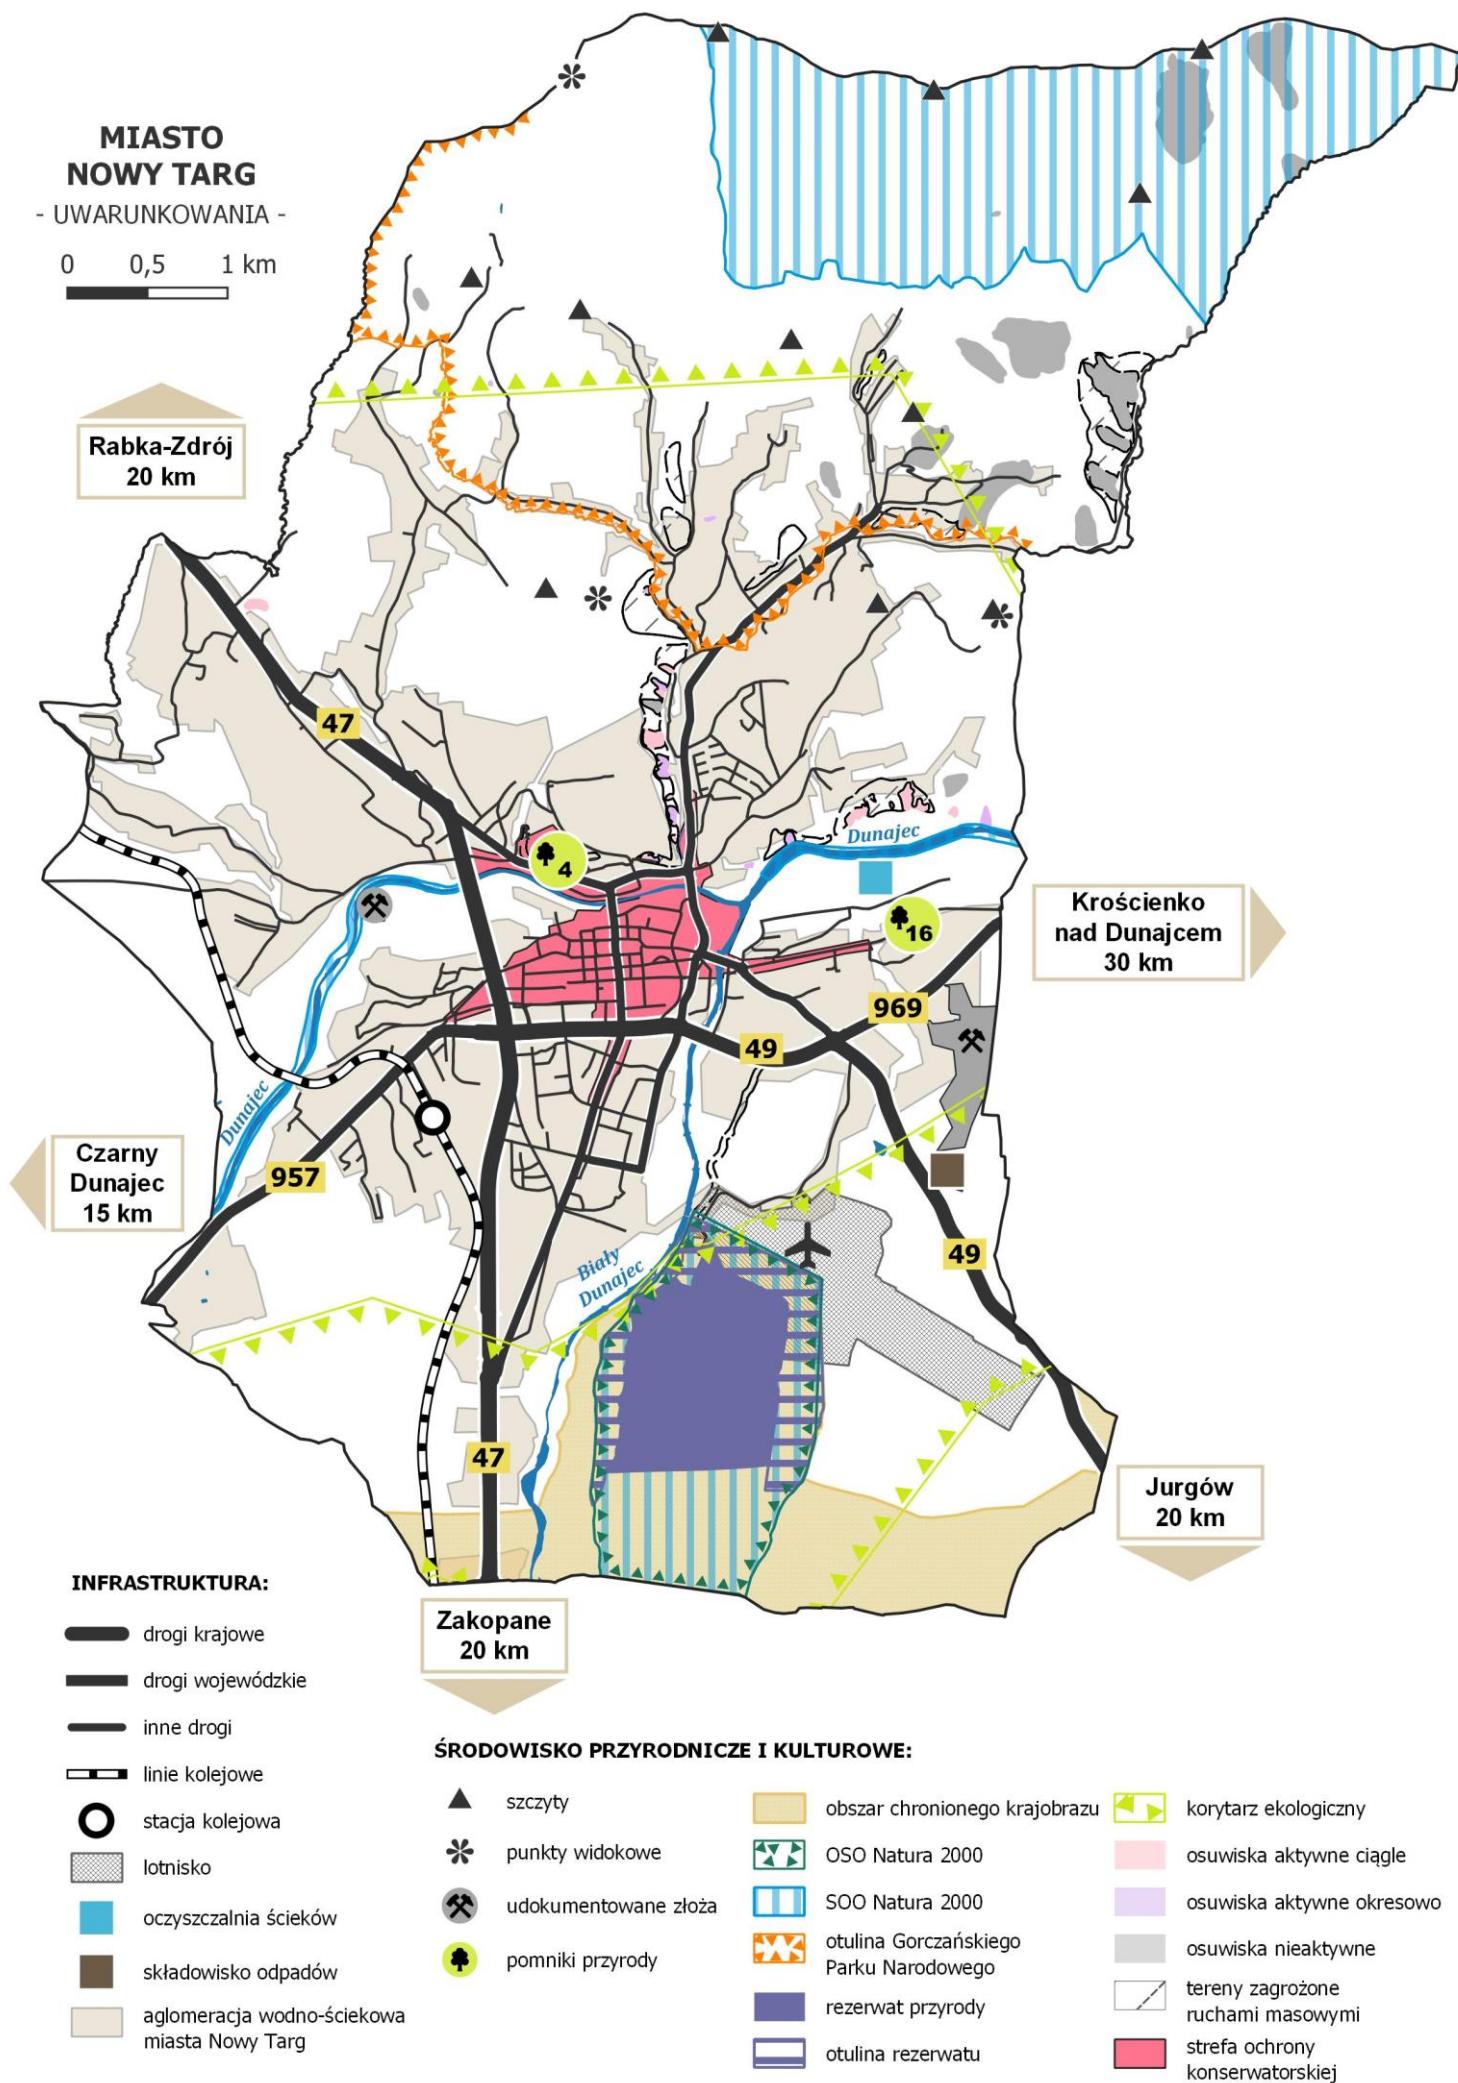 MIASTO
NOWY TARG
- UWARUNKOWANIA -
0 0,5 1 km
Rabka-Zdrój
20 km
47
4
Dunajec
16
Krościenko
nad Dunajcem
30 km
969
49
Dunajec
Czarny
Dunajec
15 km
957
49
Biały
Dunajec
47
Jurgów
20 km
Zakopane
20 km
INFRASTRUKTURA:
drogi krajowe
drogi wojewódzkie
inne drogi
linie kolejowe
stacja kolejowa
lotnisko
oczyszczalnia ścieków
składowisko odpadów
aglomeracja wodno-ściekowa
miasta Nowy Targ
ŚRODOWISKO PRZYRODNICZE I KULTUROWE:
szczyty
punkty widokowe
udokumentowane złoża
pomniki przyrody
obszar chronionego krajobrazu
OSO Natura 2000
SOO Natura 2000
otulina Gorczańskiego
Parku Narodowego
rezerwat przyrody
otulina rezerwatu
korytarz ekologiczny
osuwiska aktywne ciągle
osuwiska aktywne okresowo
osuwiska nieaktywne
tereny zagrożone
ruchami masowymi
strefa ochrony
konserwatorskiej